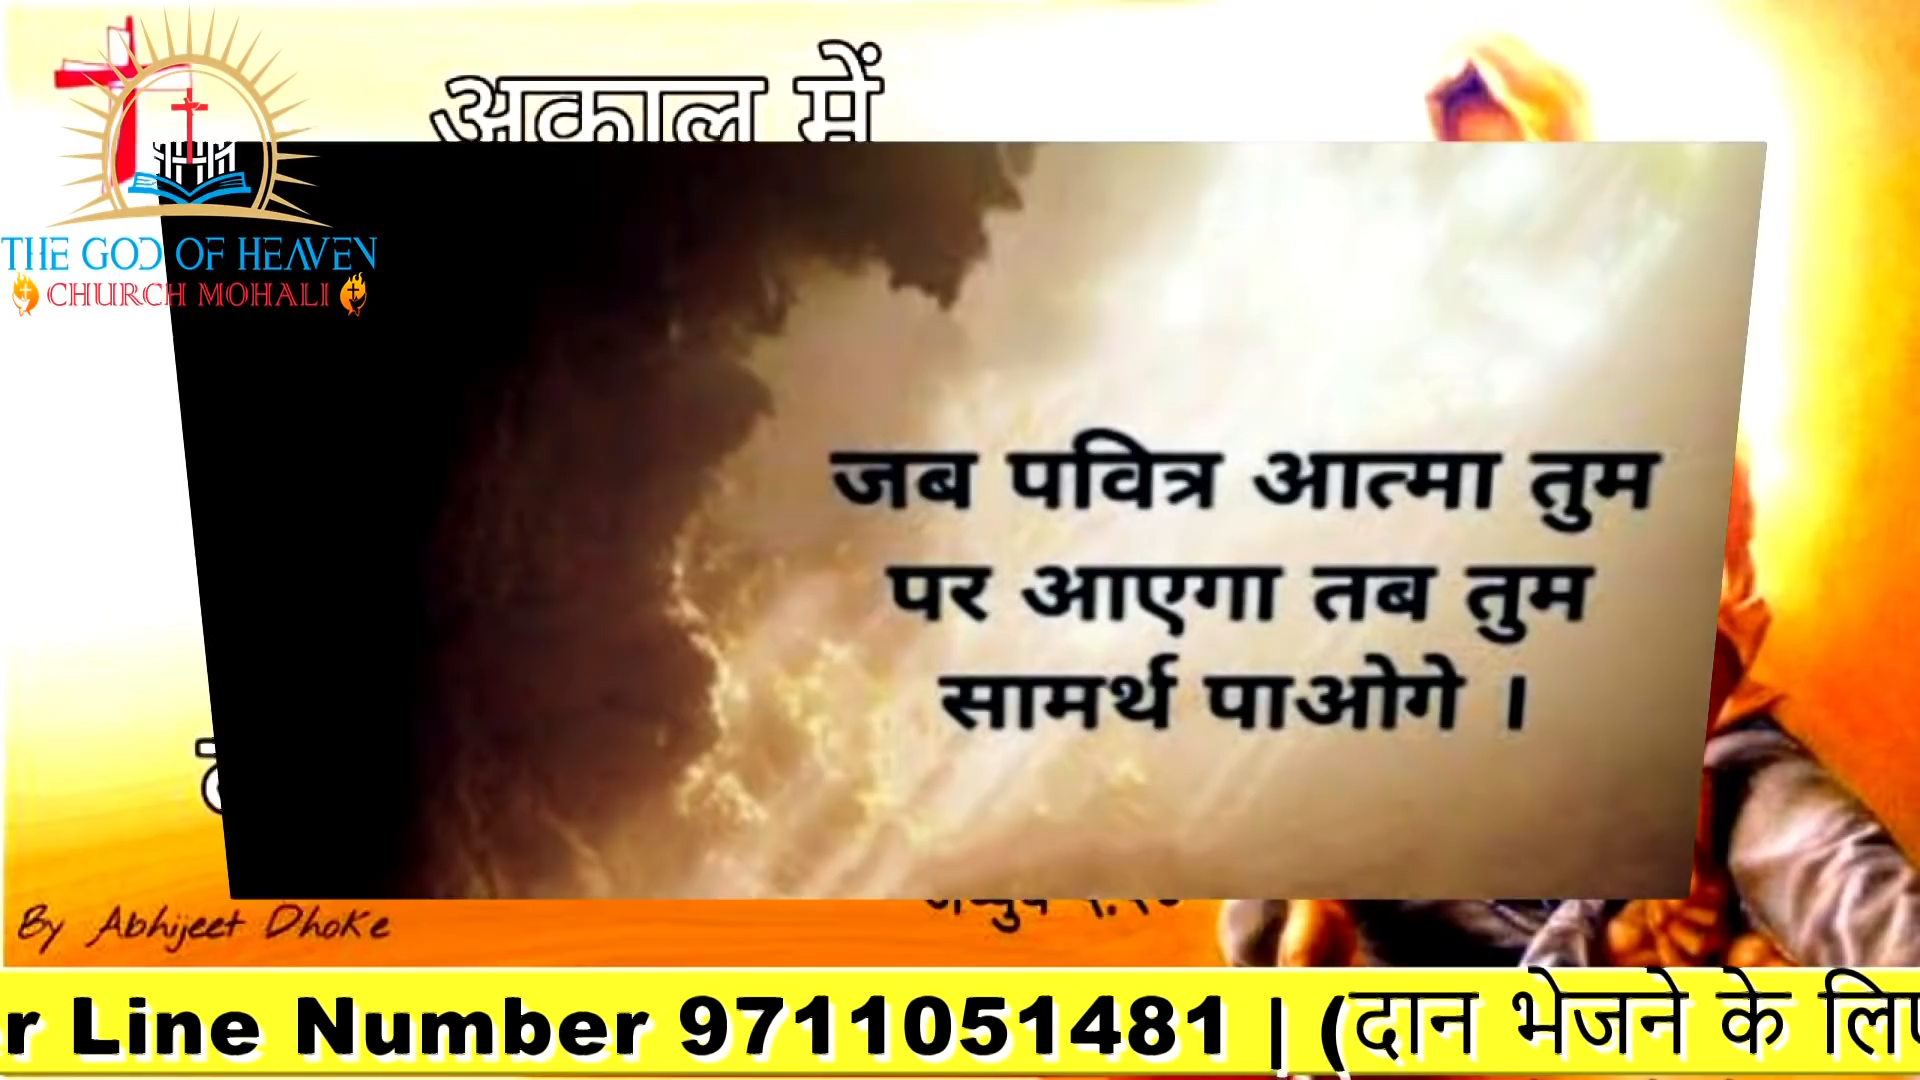 अकाल में
THE GOD OF HEAVEN
CHURCH MOHALI
जब पवित्र आत्मा तुम
पर आएगा तब तुम
सामर्थ पाओगे ।
By Abhijeet Dhoke
r Line Number 9711051481 | (दान भेजने के